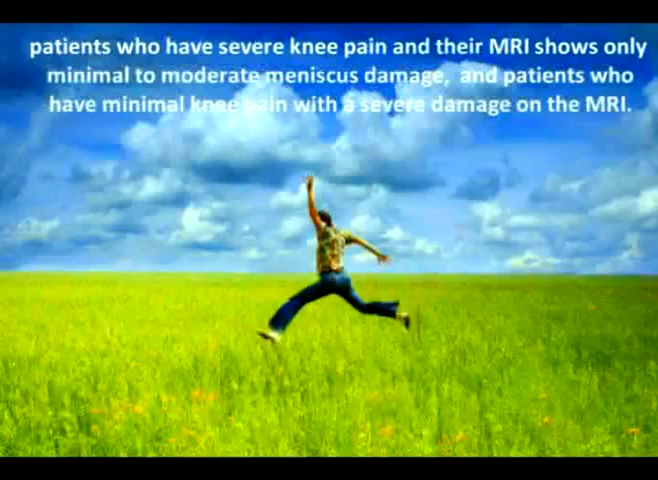 patients who have severe knee pain and their MRI shows only
minimal to moderate meniscus damage, and patients who
have minimal knee pain with a severe damage on the MRI.